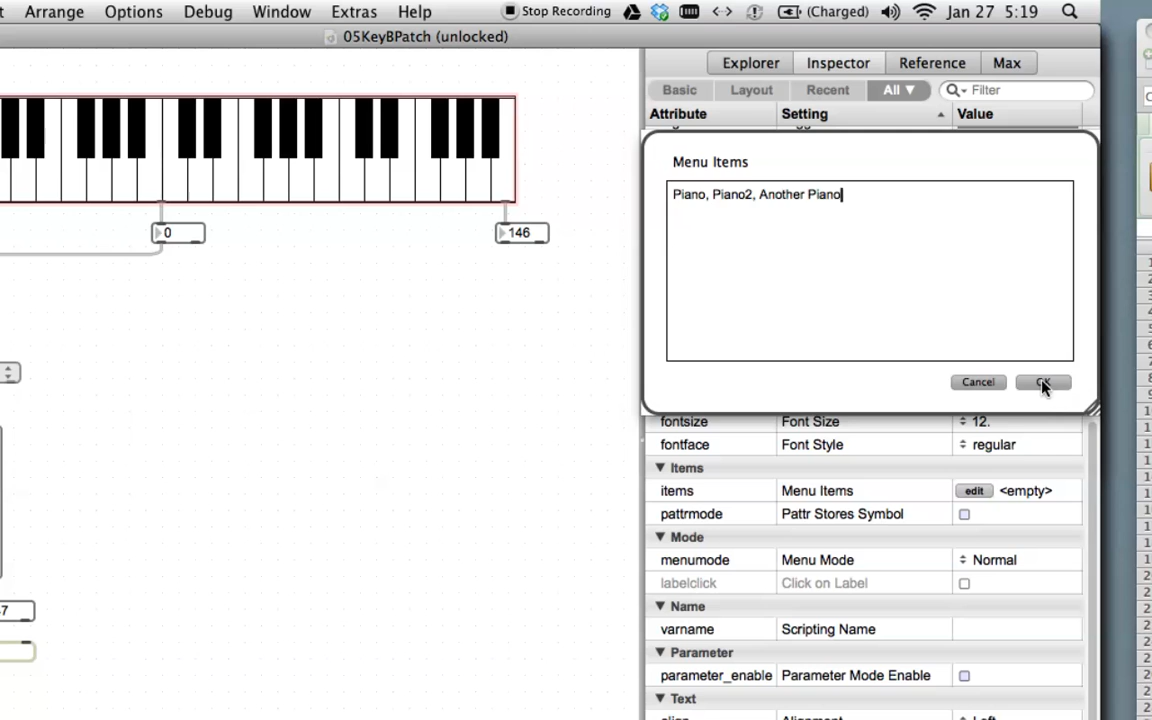 Arrange Options Debug Window Extras Help Stop Recording (Charged) Jan 27 5:19
05KeyBPatch (unlocked)
Explorer Inspector Reference Max
Basic Layout Recent All ▼ Filter
Attribute Setting Value
Menu Items
Piano, Piano2, Another Piano
0
146
Cancel OK
fontsize Font Size 12.
fontface Font Style regular
Items
items Menu Items edit <empty>
pattrmode Pattr Stores Symbol
Mode
menumode Menu Mode Normal
labelclick Click on Label
7
Name
varname Scripting Name
Parameter
parameter_enable Parameter Mode Enable
Text